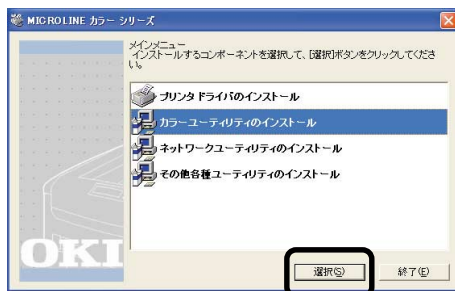 MICROLINE カラー シリーズ
メインメニュー
インストールするコンポーネントを選択して、[選択]ボタンをクリックしてくださ
い。
プリンタ ドライバのインストール
カラーユーティリティのインストール
ネットワークユーティリティのインストール
その他各種ユーティリティのインストール
OKI
選択(S)
終了(E)